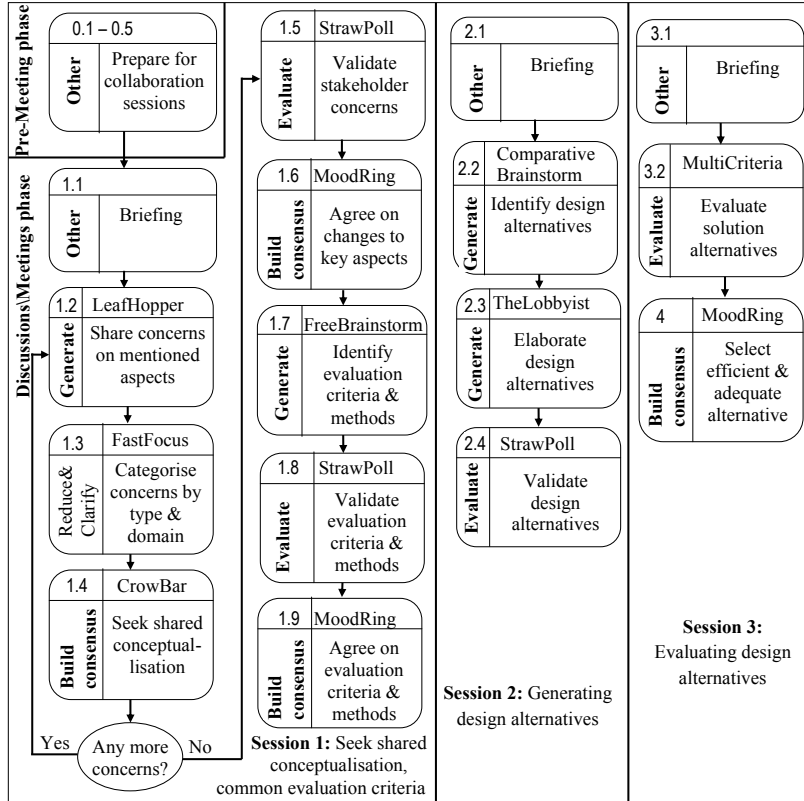 Pre-Meeting phase
0.1 – 0.5
Other
Prepare for
collaboration
sessions
Discussions\Meetings phase
1.1
Other
Briefing
1.2 LeafHopper
Generate
Share concerns
on mentioned
aspects
1.3 FastFocus
Reduce&
Clarify
Categorise
concerns by
type &
domain
1.4 CrowBar
Build
consensus
Seek shared
conceptual-
lisation
Any more
concerns?
Yes
No
1.5 StrawPoll
Evaluate
Validate
stakeholder
concerns
1.6 MoodRing
Build
consensus
Agree on
changes to
key aspects
1.7 FreeBrainstorm
Generate
Identify
evaluation
criteria &
methods
1.8 StrawPoll
Evaluate
Validate
evaluation
criteria &
methods
1.9 MoodRing
Build
consensus
Agree on
evaluation
criteria &
methods
Session 1: Seek shared
conceptualisation,
common evaluation criteria
2.1
Other
Briefing
2.2 Comparative
Brainstorm
Generate
Identify design
alternatives
2.3 TheLobbyist
Generate
Elaborate
design
alternatives
2.4 StrawPoll
Evaluate
Validate
design
alternatives
Session 2: Generating
design alternatives
3.1
Other
Briefing
3.2 MultiCriteria
Evaluate
Evaluate
solution
alternatives
4 MoodRing
Build
consensus
Select
efficient &
adequate
alternative
Session 3:
Evaluating design
alternatives